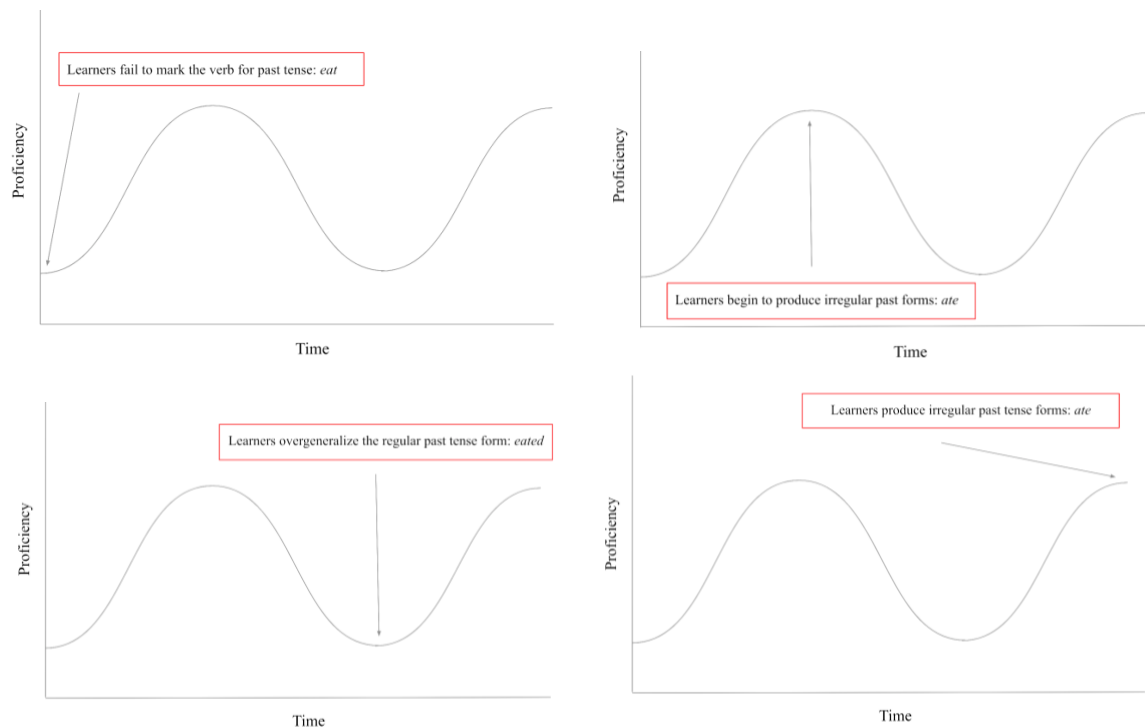 Learners fail to mark the verb for past tense: eat
Proficiency
Time
Learners begin to produce irregular past forms: ate
Proficiency
Time
Learners overgeneralize the regular past tense form: eated
Proficiency
Time
Learners produce irregular past tense forms: ate
Proficiency
Time